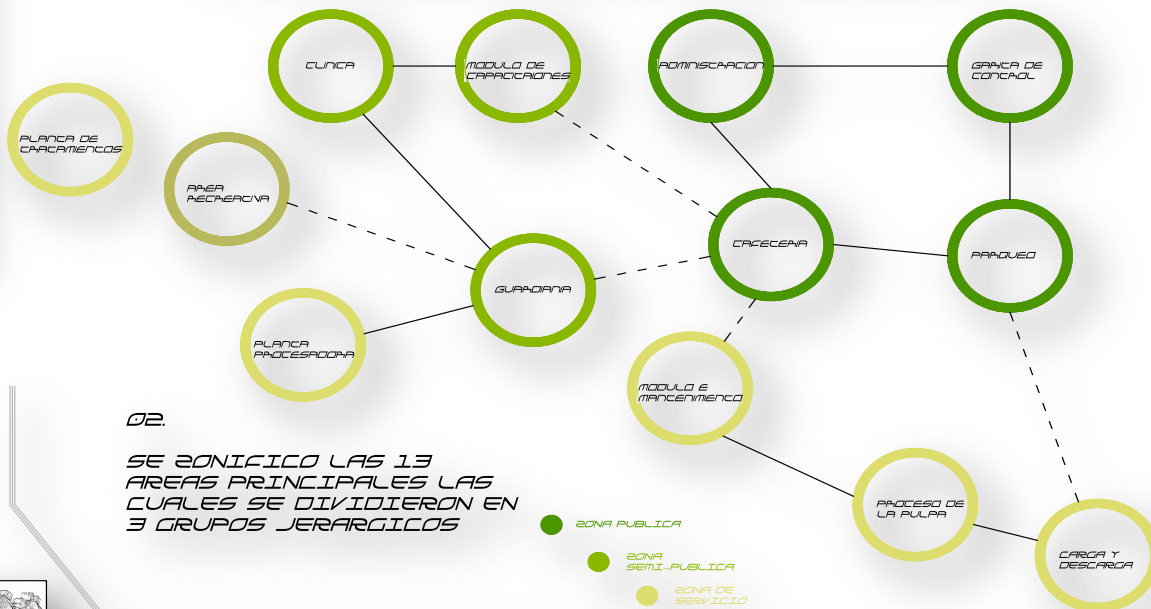 CLINICA
MODULO DE
CAPACITAIONES
ADMINISTRACION
GARITA DE
CONTROL
PLANTA DE
TRATAMIENTOS
AREA
RECREATIVA
CAFETERIA
PARQUEO
GUARDIANIA
PLANTA
PROCESADORA
MODULO E
MANTENIMIENTO
02.
SE ZONIFICO LAS 13
AREAS PRINCIPALES LAS
CUALES SE DIVIDIERON EN
3 GRUPOS JERARGICOS
PROCESO DE
LA PULPA
CARGA Y
DESCARGA
ZONA PUBLICA
ZONA
SEMI-PUBLICA
ZONA DE
SERVICIO